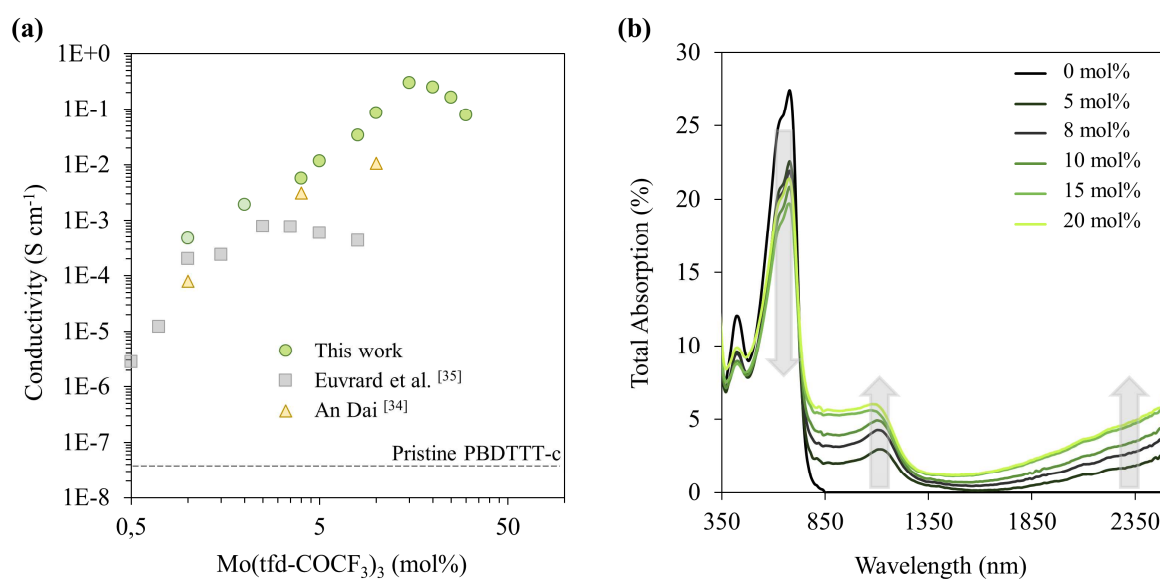 (a)
Conductivity (S cm⁻¹)
1E+0
1E-1
1E-2
1E-3
1E-4
1E-5
1E-6
1E-7
1E-8
This work
Euvrard et al. [35]
An Dai [34]
Pristine PBDTTT-c
0,5
5
50
Mo(tfd-COCF₃)₃ (mol%)
(b)
Total Absorption (%)
30
25
20
15
10
5
0
0 mol%
5 mol%
8 mol%
10 mol%
15 mol%
20 mol%
350
850
1350
1850
2350
Wavelength (nm)